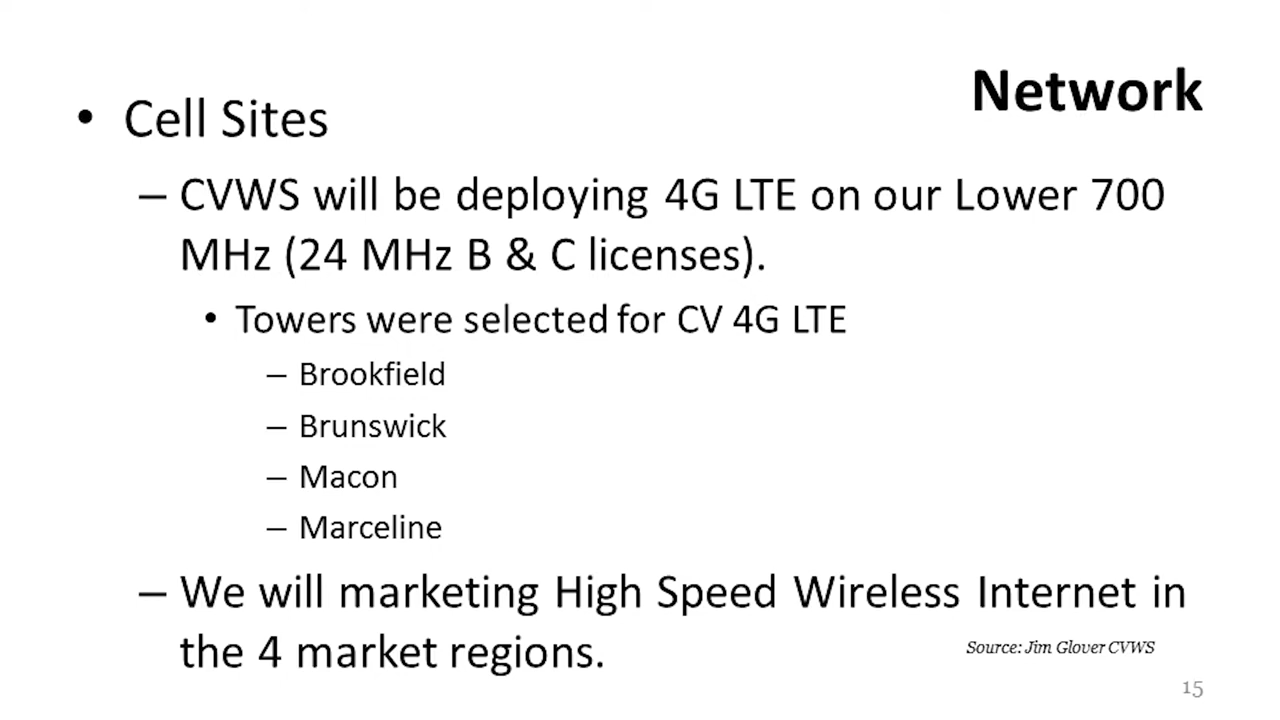 Network
• Cell Sites
– CVWS will be deploying 4G LTE on our Lower 700
MHz (24 MHz B & C licenses).
• Towers were selected for CV 4G LTE
– Brookfield
– Brunswick
– Macon
– Marceline
– We will marketing High Speed Wireless Internet in
the 4 market regions.
Source: Jim Glover CVWS
15